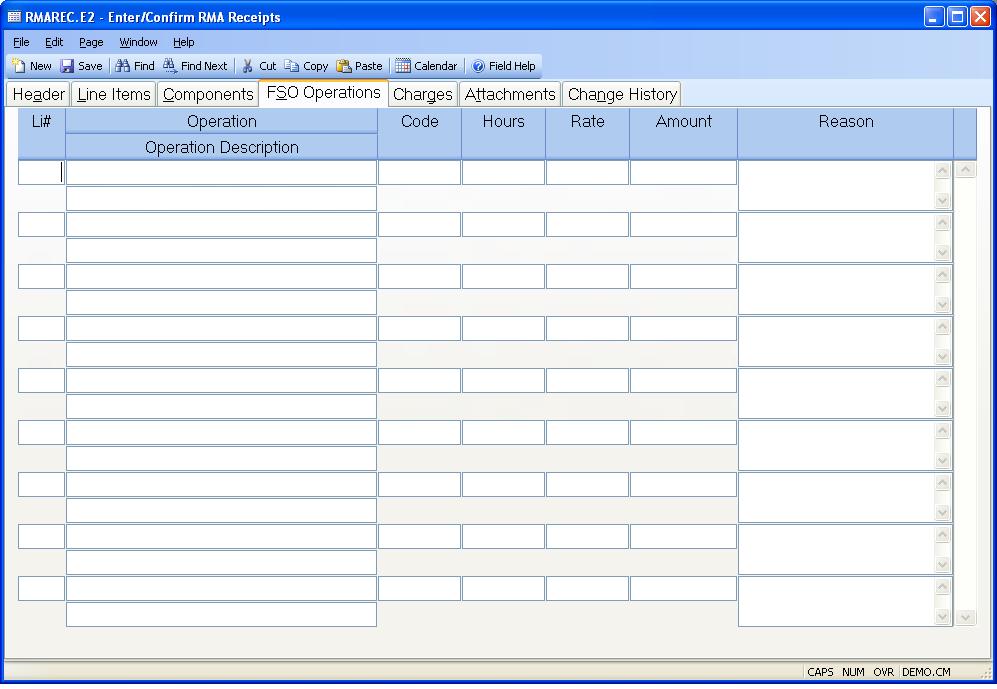 RMAREC.E2 - Enter/Confirm RMA Receipts
File Edit Page Window Help
New Save Find Find Next Cut Copy Paste Calendar Field Help
Header Line Items Components FSO Operations Charges Attachments Change History
Li# Operation Code Hours Rate Amount Reason
Operation Description
CAPS NUM OVR DEMO.CM